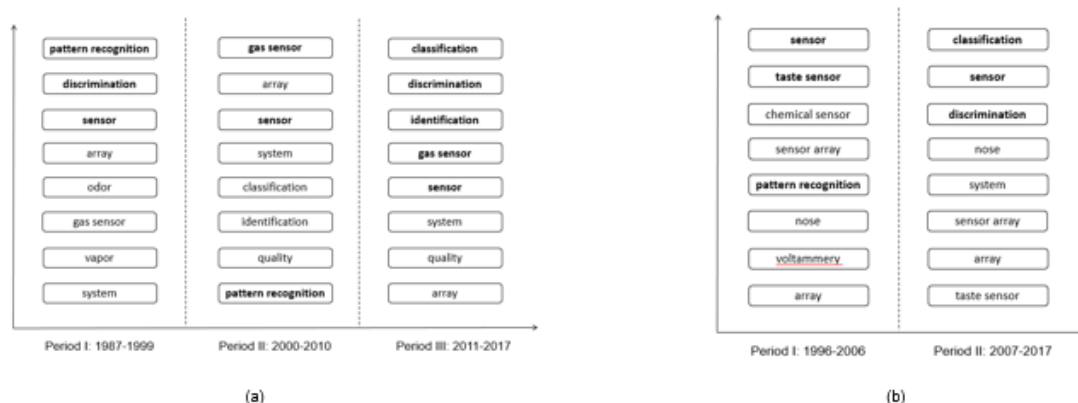 pattern recognition
discrimination
sensor
array
odor
gas sensor
vapor
system
Period I: 1987-1999
gas sensor
array
sensor
system
classification
identification
quality
pattern recognition
Period II: 2000-2010
classification
discrimination
identification
gas sensor
sensor
system
quality
array
Period III: 2011-2017
(a)
sensor
taste sensor
chemical sensor
sensor array
pattern recognition
nose
voltammery
array
Period I: 1996-2006
classification
sensor
discrimination
nose
system
sensor array
array
taste sensor
Period II: 2007-2017
(b)